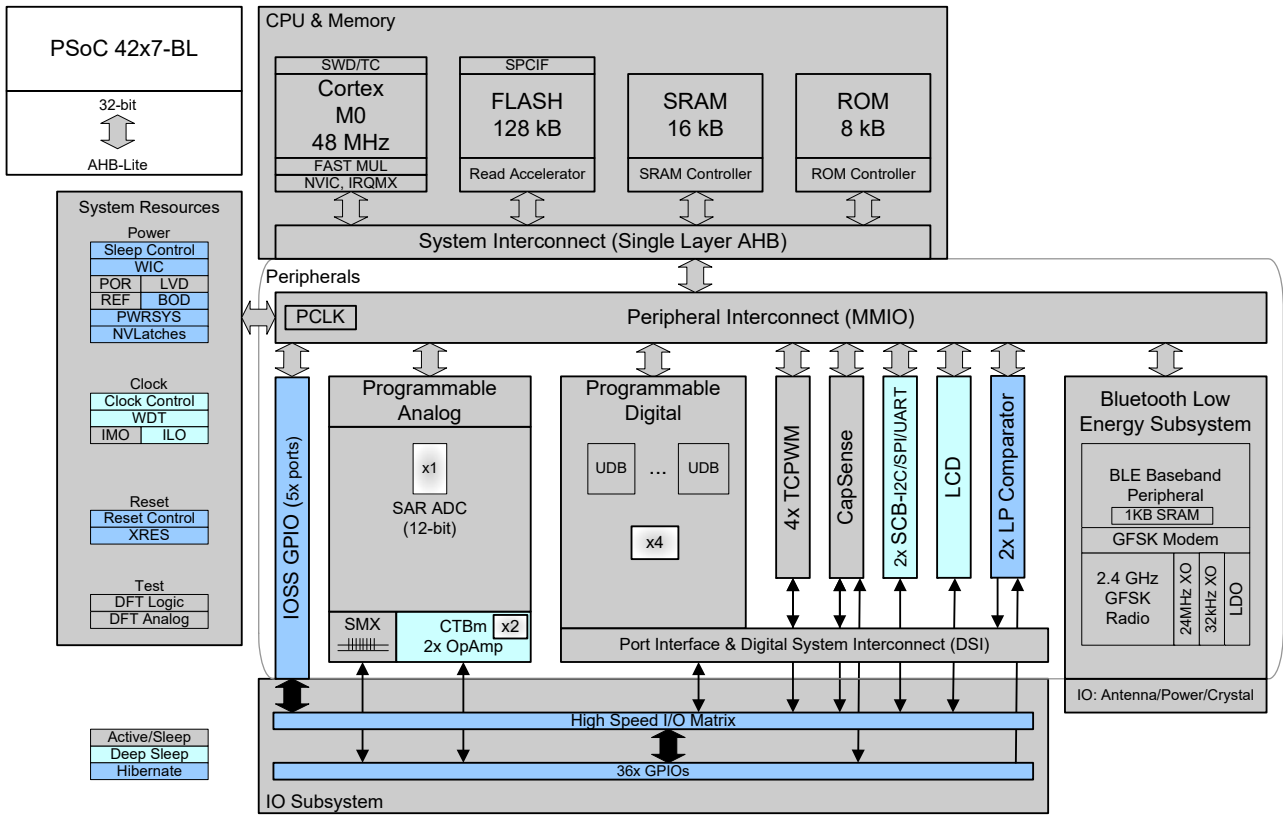 PSoC 42x7-BL
32-bit
AHB-Lite
CPU & Memory
SWD/TC
Cortex
M0
48 MHz
FAST MUL
NVIC, IRQMX
SPCIF
FLASH
128 kB
Read Accelerator
SRAM
16 kB
SRAM Controller
ROM
8 kB
ROM Controller
System Interconnect (Single Layer AHB)
System Resources
Power
Sleep Control
WIC
POR LVD
REF BOD
PWRSYS
NVLatches
Clock
Clock Control
WDT
IMO ILO
Reset
Reset Control
XRES
Test
DFT Logic
DFT Analog
Peripherals
PCLK
Peripheral Interconnect (MMIO)
IOSS GPIO (5x ports)
Programmable
Analog
x1
SAR ADC
(12-bit)
SMX
CTBm
x2
2x OpAmp
Programmable
Digital
UDB ... UDB
x4
4x TCPWM
CapSense
2x SCB-I2C/SPI/UART
LCD
2x LP Comparator
Port Interface & Digital System Interconnect (DSI)
Bluetooth Low
Energy Subsystem
BLE Baseband
Peripheral
1KB SRAM
GFSK Modem
2.4 GHz
GFSK
Radio
24MHz XO
32kHz XO
LDO
IO: Antenna/Power/Crystal
High Speed I/O Matrix
36x GPIOs
IO Subsystem
Active/Sleep
Deep Sleep
Hibernate